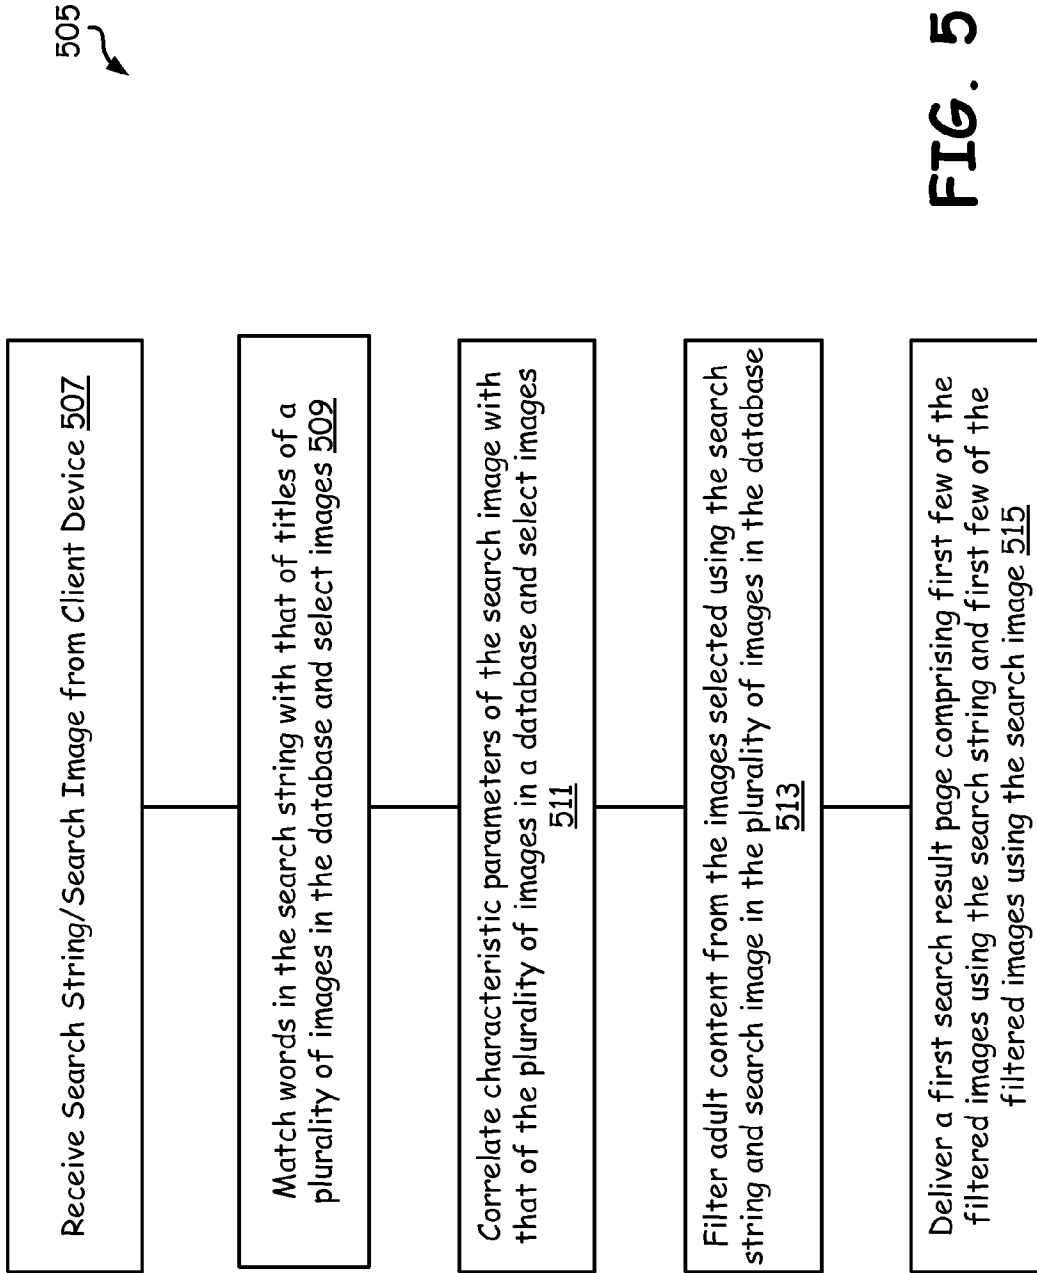 505
Receive Search String/Search Image from Client Device 507
Match words in the search string with that of titles of a
plurality of images in the database and select images 509
Correlate characteristic parameters of the search image with
that of the plurality of images in a database and select images
511
Filter adult content from the images selected using the search
string and search image in the plurality of images in the database
513
Deliver a first search result page comprising first few of the
filtered images using the search string and first few of the
filtered images using the search image 515
FIG. 5